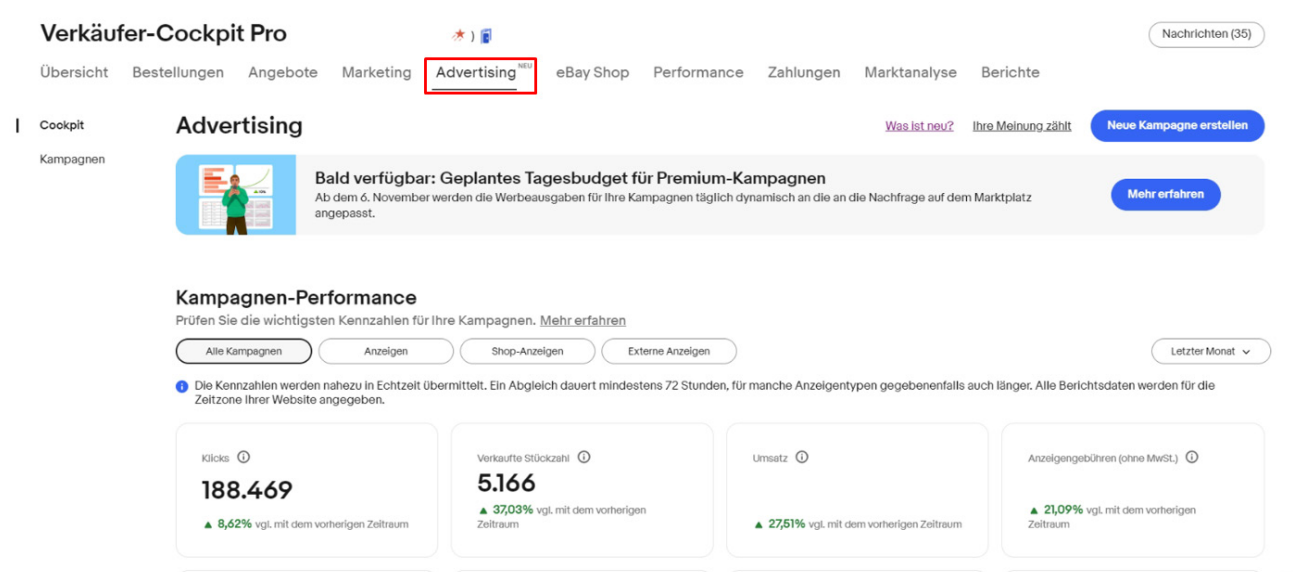 Verkäufer-Cockpit Pro
)
Nachrichten (35)
Übersicht Bestellungen Angebote Marketing Advertising NEU eBay Shop Performance Zahlungen Marktanalyse Berichte
Cockpit
Kampagnen
Advertising
Was ist neu? Ihre Meinung zählt Neue Kampagne erstellen
Bald verfügbar: Geplantes Tagesbudget für Premium-Kampagnen
Ab dem 6. November werden die Werbeausgaben für Ihre Kampagnen täglich dynamisch an die an die Nachfrage auf dem Marktplatz
angepasst.
Mehr erfahren
Kampagnen-Performance
Prüfen Sie die wichtigsten Kennzahlen für Ihre Kampagnen. Mehr erfahren
Alle Kampagnen Anzeigen Shop-Anzeigen Externe Anzeigen Letzter Monat
Die Kennzahlen werden nahezu in Echtzeit übermittelt. Ein Abgleich dauert mindestens 72 Stunden, für manche Anzeigentypen gegebenenfalls auch länger. Alle Berichtsdaten werden für die
Zeitzone Ihrer Website angegeben.
Klicks
188.469
▲ 8,62% vgl. mit dem vorherigen Zeitraum
Verkaufte Stückzahl
5.166
▲ 37,03% vgl. mit dem vorherigen
Zeitraum
Umsatz
▲ 27,51% vgl. mit dem vorherigen Zeitraum
Anzeigengebühren (ohne MwSt.)
▲ 21,09% vgl. mit dem vorherigen
Zeitraum